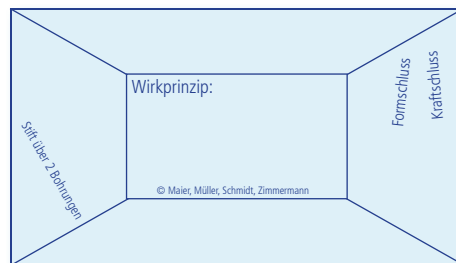 Wirkprinzip:
Stift über 2 Bohrungen
Formschluss
Kraftschluss
© Maier, Müller, Schmidt, Zimmermann